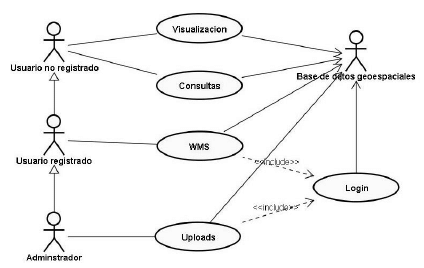 Visualizacion
Usuario no registrado
Base de datos geoespaciales
Consultas
Usuario registrado
WMS
<<include>>
Login
<<include>>
Uploads
Adminstrador